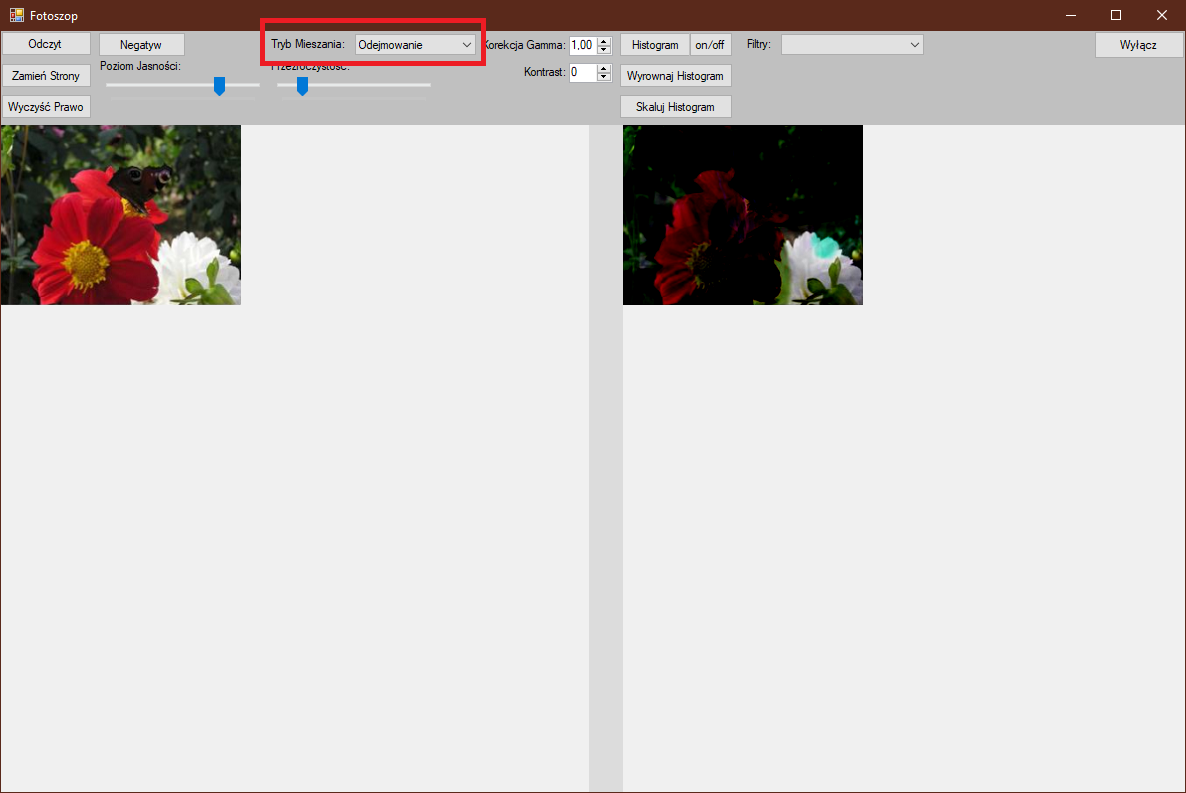 Fotoszop
Odczyt
Negatyw
Tryb Mieszania: Odejmowanie
Korekcja Gamma: 1,00
Histogram on/off
Filtry:
Wyłącz
Zamień Strony
Poziom Jasności:
Przezroczystość:
Kontrast: 0
Wyrownaj Histogram
Wyczyść Prawo
Skaluj Histogram